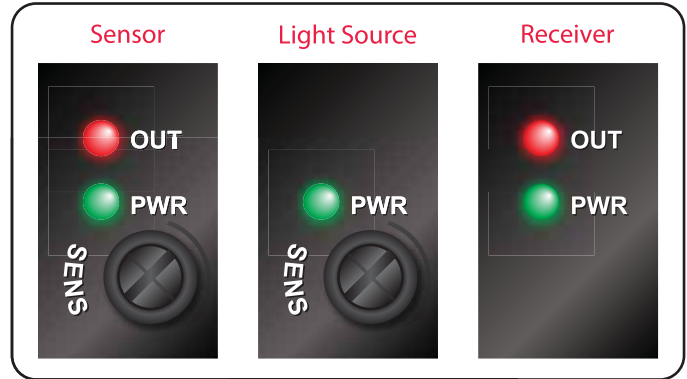 Sensor
OUT
PWR
SENS
Light Source
PWR
SENS
Receiver
OUT
PWR